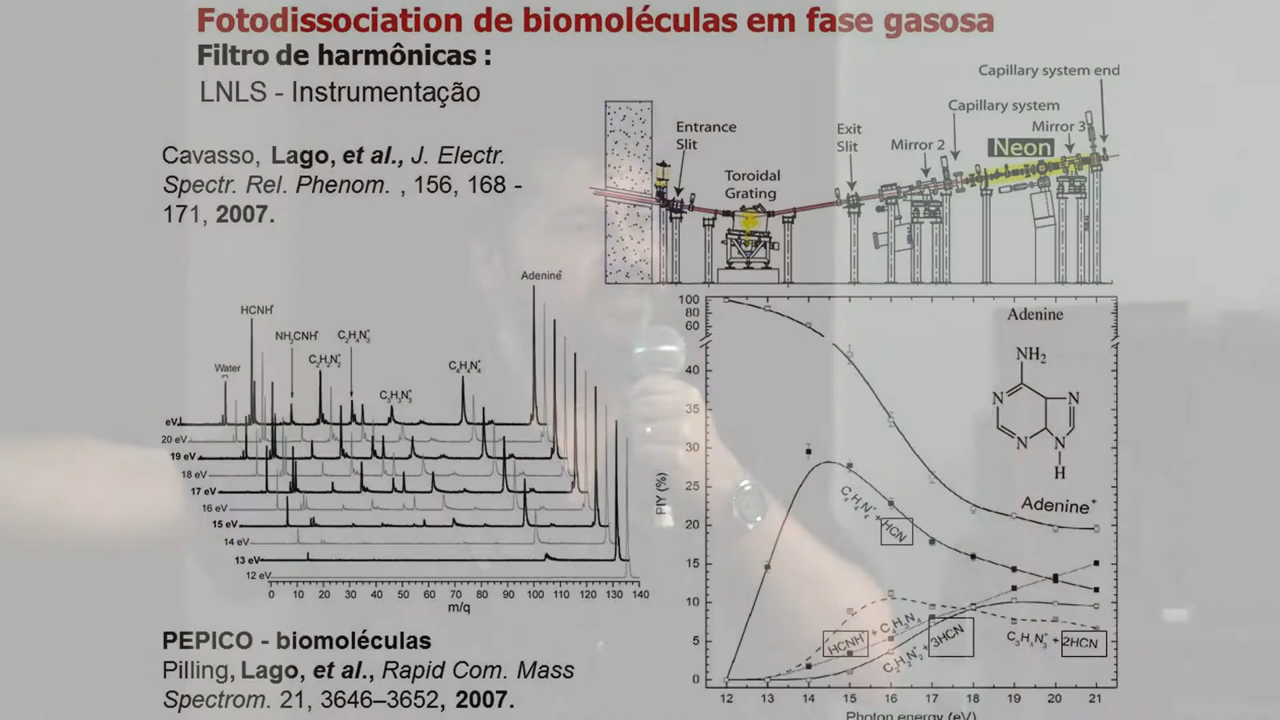 Fotodissociation de biomoléculas em fase gasosa
Filtro de harmônicas :
LNLS - Instrumentação
Cavasso, Lago, et al., J. Electr.
Spectr. Rel. Phenom. , 156, 168 -
171, 2007.
Capillary system end
Capillary system
Entrance
Slit
Exit
Slit
Mirror 2
Neon
Mirror 3
Toroidal
Grating
Adenine
HCNH⁺
NH₂CNH⁺
Water
eV
20 eV
19 eV
18 eV
17 eV
16 eV
15 eV
14 eV
13 eV
12 eV
0 10 20 30 40 50 60 70 80 90 100 110 120 130 140
m/q
100
80
60
40
30
25
20
15
10
5
0
PIY (%)
Adenine
NH₂
N
N
N
N
H
Adenine⁺
C₄H₄N₄⁺ + HCN
3HCN
2HCN
12 13 14 15 16 17 18 19 20 21
Photon energy (eV)
PEPICO - biomoléculas
Pilling, Lago, et al., Rapid Com. Mass
Spectrom. 21, 3646–3652, 2007.